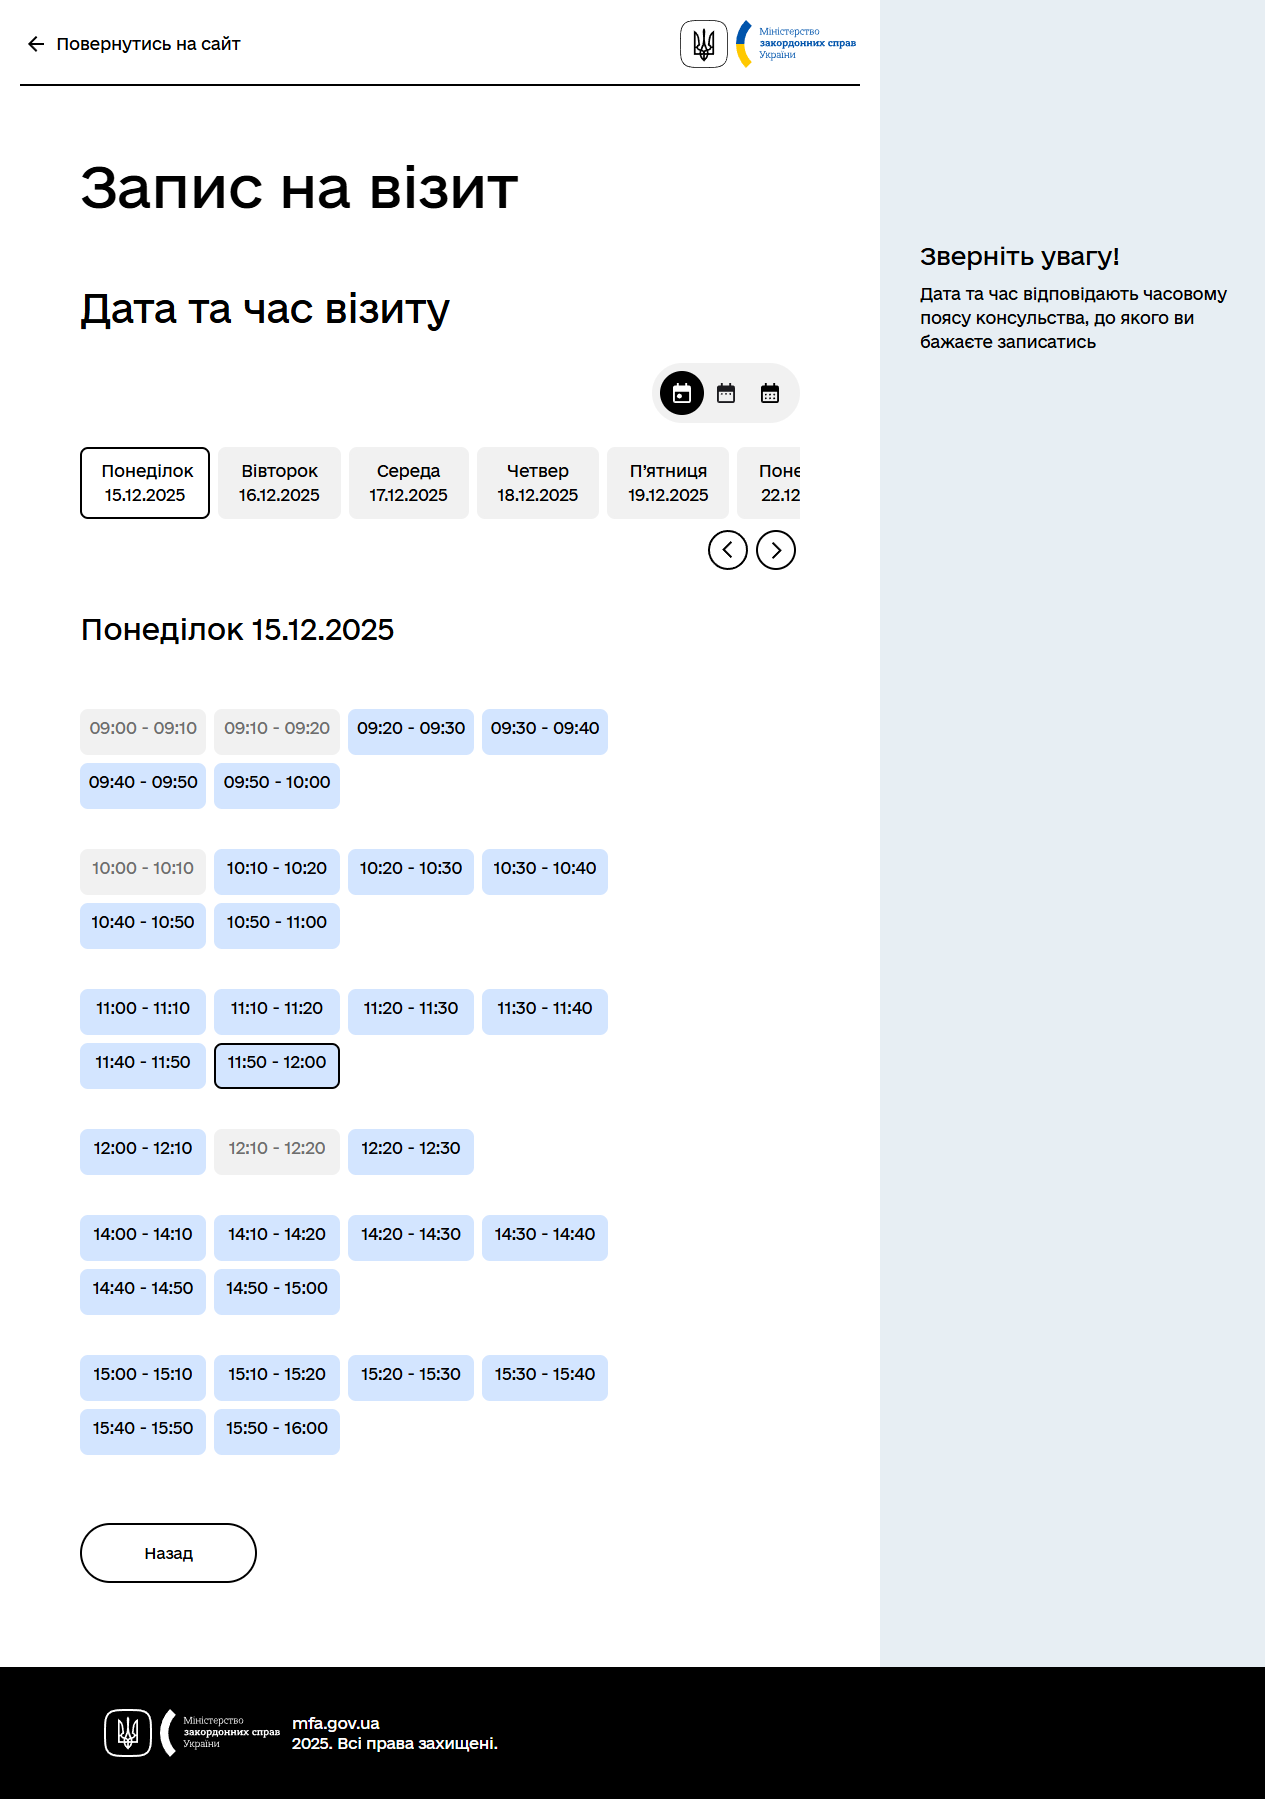 Повернутись на сайт
Міністерство
закордонних справ
України
Запис на візит
Дата та час візиту
Зверніть увагу!
Дата та час відповідають часовому
поясу консульства, до якого ви
бажаєте записатись
Понеділок
15.12.2025
Вівторок
16.12.2025
Середа
17.12.2025
Четвер
18.12.2025
П’ятниця
19.12.2025
Поне
22.12
Понеділок 15.12.2025
09:00 - 09:10 09:10 - 09:20 09:20 - 09:30 09:30 - 09:40
09:40 - 09:50 09:50 - 10:00
10:00 - 10:10 10:10 - 10:20 10:20 - 10:30 10:30 - 10:40
10:40 - 10:50 10:50 - 11:00
11:00 - 11:10 11:10 - 11:20 11:20 - 11:30 11:30 - 11:40
11:40 - 11:50 11:50 - 12:00
12:00 - 12:10 12:10 - 12:20 12:20 - 12:30
14:00 - 14:10 14:10 - 14:20 14:20 - 14:30 14:30 - 14:40
14:40 - 14:50 14:50 - 15:00
15:00 - 15:10 15:10 - 15:20 15:20 - 15:30 15:30 - 15:40
15:40 - 15:50 15:50 - 16:00
Назад
Міністерство
закордонних справ
України
mfa.gov.ua
2025. Всі права захищені.